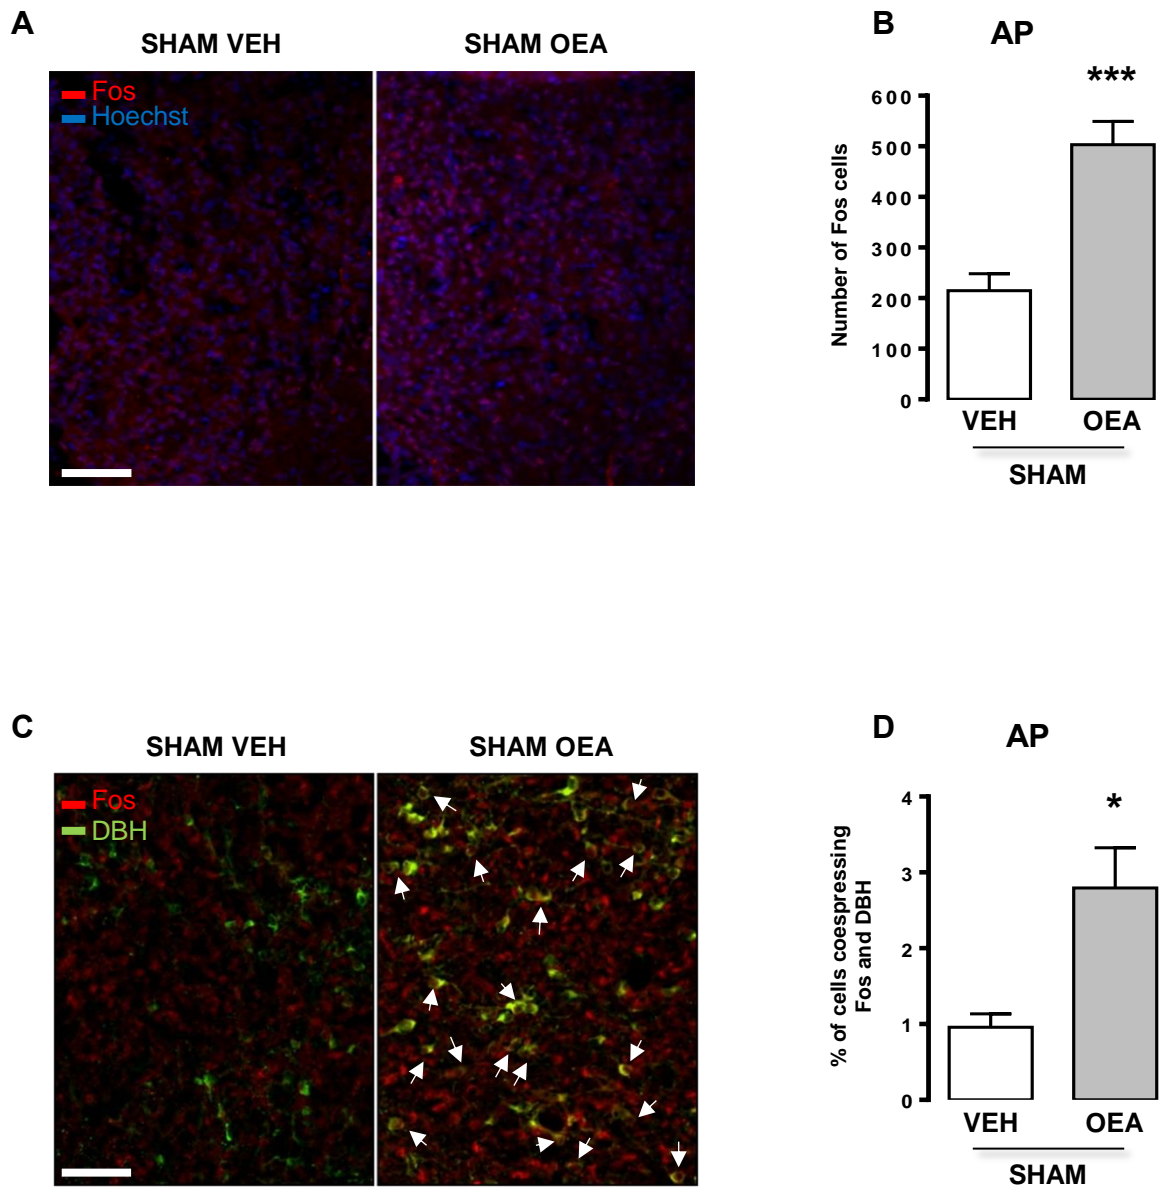 A
SHAM VEH
SHAM OEA
Fos
Hoechst
B
AP
***
600
500
400
300
200
100
0
Number of Fos cells
VEH
OEA
SHAM
C
SHAM VEH
SHAM OEA
Fos
DBH
D
AP
*
4
3
2
1
0
% of cells coespressing
Fos and DBH
VEH
OEA
SHAM